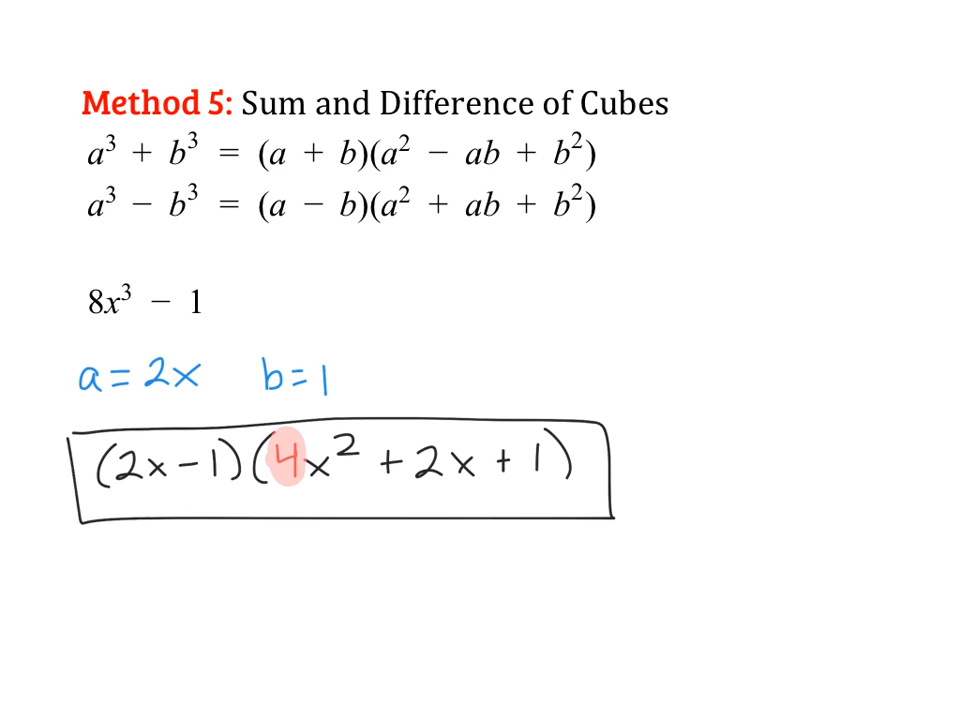 Method 5: Sum and Difference of Cubes
a³ + b³ = (a + b)(a² − ab + b²)
a³ − b³ = (a − b)(a² + ab + b²)
8x³ − 1
a = 2x b = 1
(2x − 1)(4x² + 2x + 1)